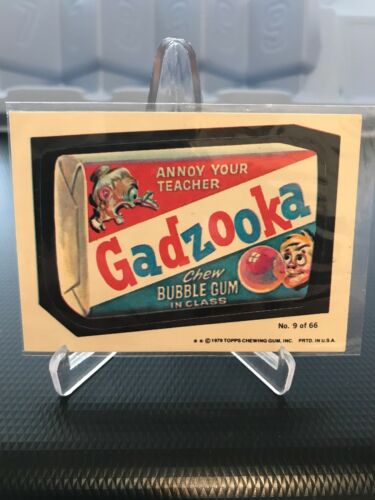 ANNOY YOUR
TEACHER
Gadzooka
Chew
BUBBLE GUM
IN CLASS
No. 9 of 66
** © 1979 TOPPS CHEWING GUM, INC. PRTD. IN U.S.A.